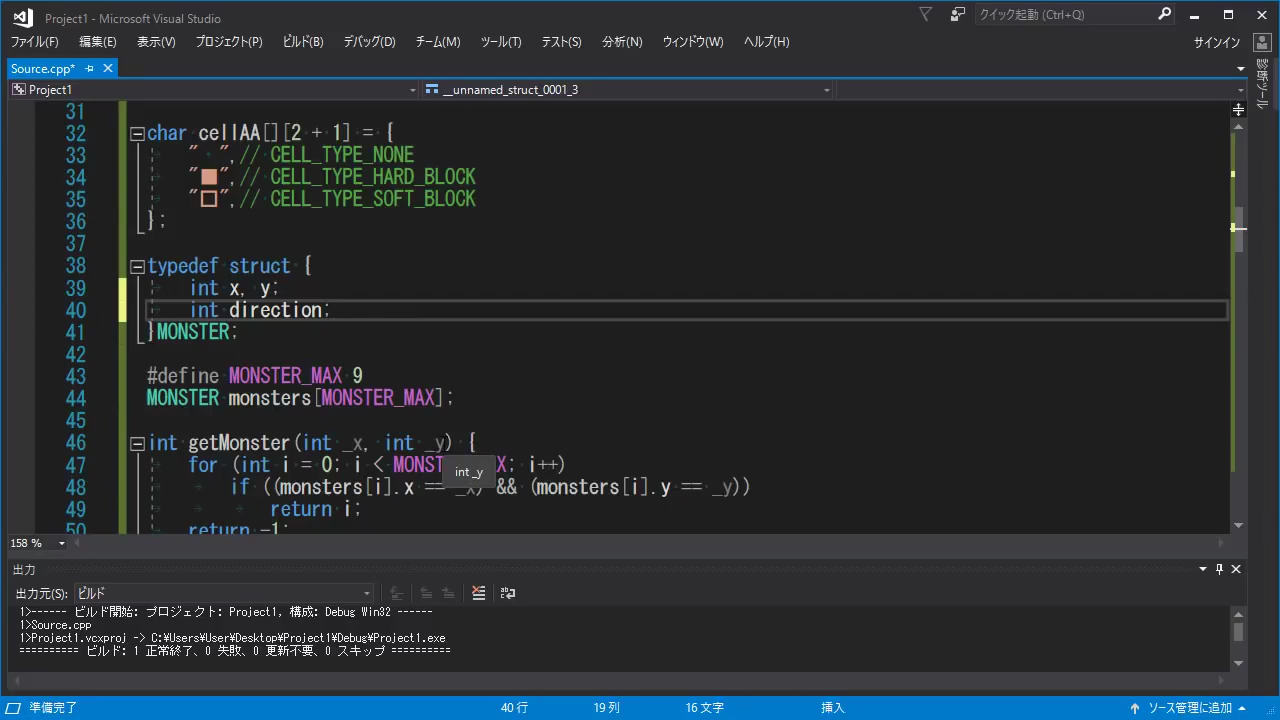 Project1 - Microsoft Visual Studio
クイック起動 (Ctrl+Q)
ファイル(F) 編集(E) 表示(V) プロジェクト(P) ビルド(B) デバッグ(D) チーム(M) ツール(T) テスト(S) 分析(N) ウィンドウ(W) ヘルプ(H)
サインイン
Source.cpp*
診断ツール
Project1 __unnamed_struct_0001_3
31
32 char cellAA[][2 + 1] = {
33 "　",// CELL_TYPE_NONE
34 "■",// CELL_TYPE_HARD_BLOCK
35 "□",// CELL_TYPE_SOFT_BLOCK
36 };
37
38 typedef struct {
39 int x, y;
40 int direction;
41 }MONSTER;
42
43 #define MONSTER_MAX 9
44 MONSTER monsters[MONSTER_MAX];
45
46 int getMonster(int _x, int _y) {
47 for (int i = 0; i < MONST X; i++)
int _y
48 if ((monsters[i].x == _x) && (monsters[i].y == _y))
49 return i;
50 return -1;
158 %
出力
出力元(S): ビルド
1>------ ビルド開始: プロジェクト: Project1, 構成: Debug Win32 ------
1>Source.cpp
1>Project1.vcxproj -> C:¥Users¥User¥Desktop¥Project1¥Debug¥Project1.exe
========== ビルド: 1 正常終了、0 失敗、0 更新不要、0 スキップ ==========
準備完了 40 行 19 列 16 文字 挿入 ソース管理に追加